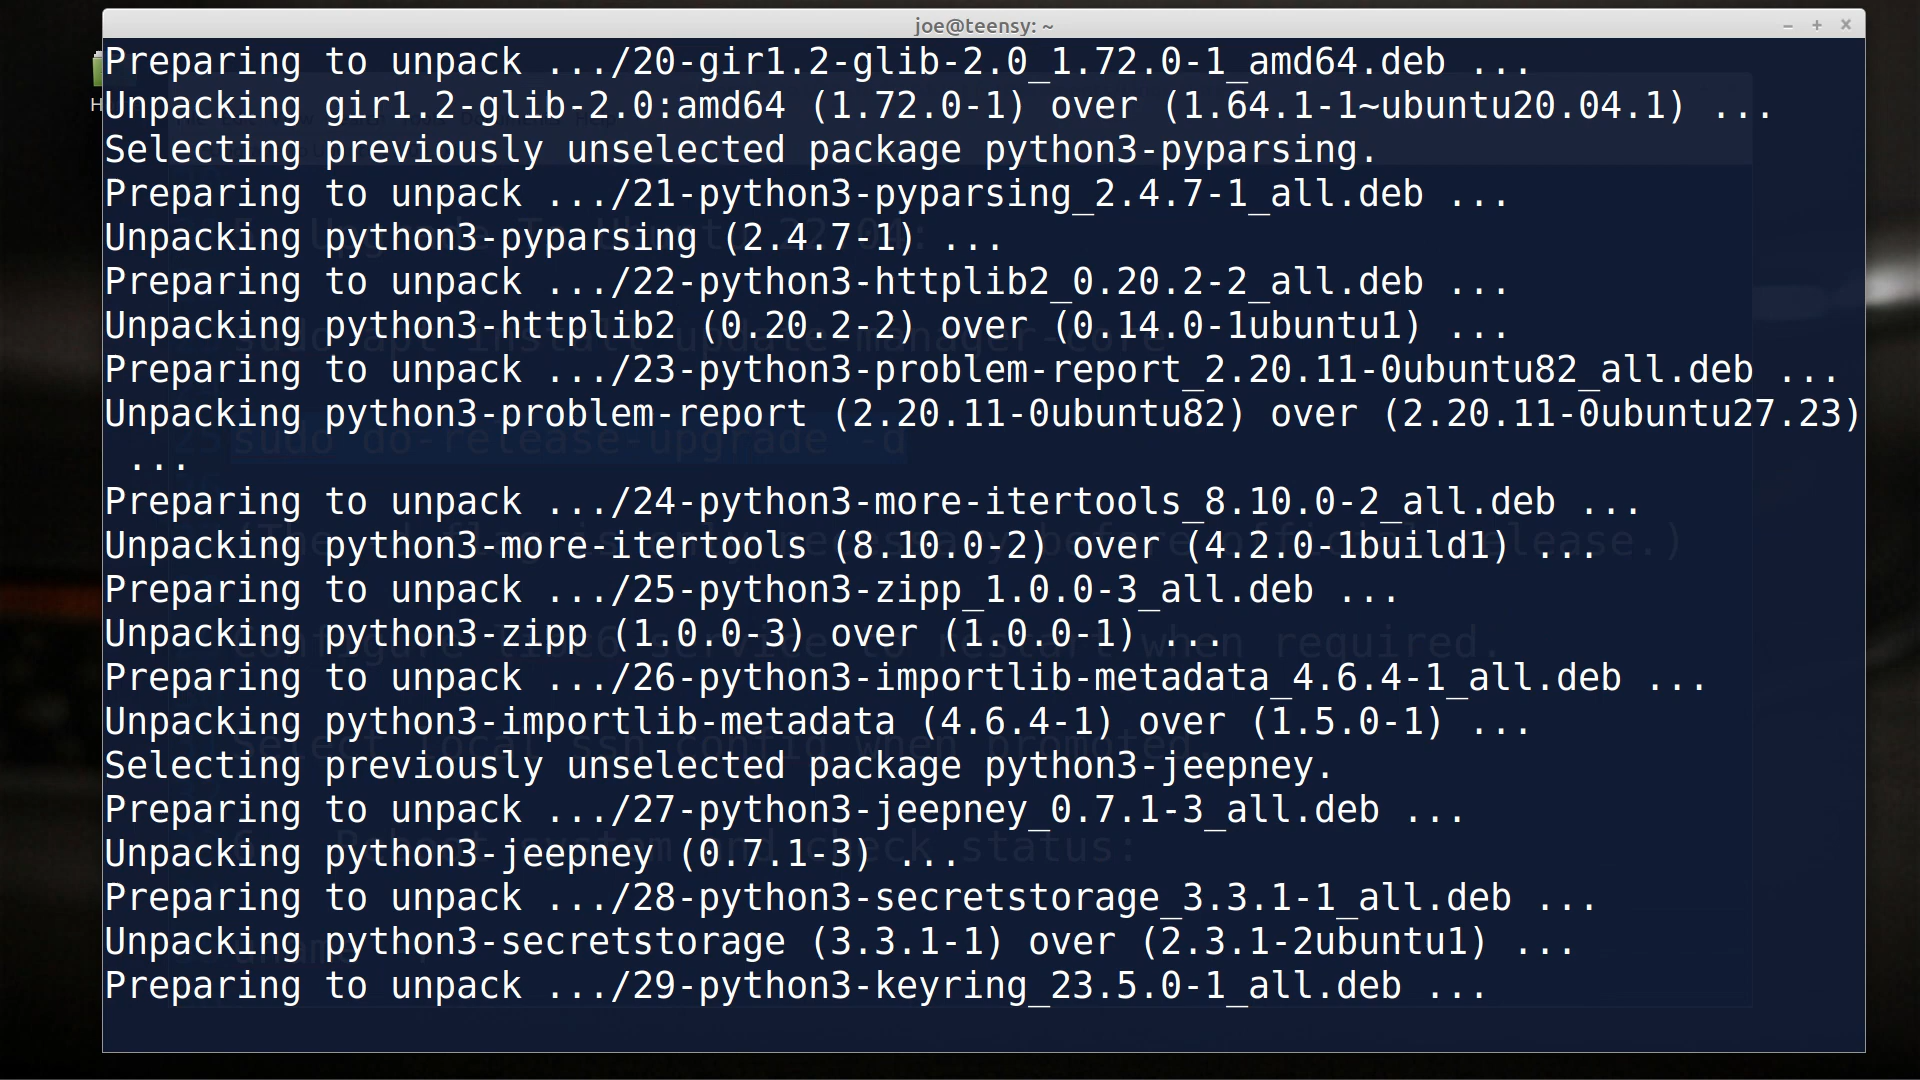 joe@teensy: ~
Preparing to unpack .../20-gir1.2-glib-2.0_1.72.0-1_amd64.deb ...
Unpacking gir1.2-glib-2.0:amd64 (1.72.0-1) over (1.64.1-1~ubuntu20.04.1) ...
Selecting previously unselected package python3-pyparsing.
Preparing to unpack .../21-python3-pyparsing_2.4.7-1_all.deb ...
Unpacking python3-pyparsing (2.4.7-1) ...
Preparing to unpack .../22-python3-httplib2_0.20.2-2_all.deb ...
Unpacking python3-httplib2 (0.20.2-2) over (0.14.0-1ubuntu1) ...
Preparing to unpack .../23-python3-problem-report_2.20.11-0ubuntu82_all.deb ...
Unpacking python3-problem-report (2.20.11-0ubuntu82) over (2.20.11-0ubuntu27.23)
...
sudo do-release-upgrade -d
Preparing to unpack .../24-python3-more-itertools_8.10.0-2_all.deb ...
Unpacking python3-more-itertools (8.10.0-2) over (4.2.0-1build1) ...
Preparing to unpack .../25-python3-zipp_1.0.0-3_all.deb ...
Unpacking python3-zipp (1.0.0-3) over (1.0.0-1) ...
Preparing to unpack .../26-python3-importlib-metadata_4.6.4-1_all.deb ...
Unpacking python3-importlib-metadata (4.6.4-1) over (1.5.0-1) ...
Selecting previously unselected package python3-jeepney.
Preparing to unpack .../27-python3-jeepney_0.7.1-3_all.deb ...
Unpacking python3-jeepney (0.7.1-3) ...
Preparing to unpack .../28-python3-secretstorage_3.3.1-1_all.deb ...
Unpacking python3-secretstorage (3.3.1-1) over (2.3.1-2ubuntu1) ...
Preparing to unpack .../29-python3-keyring_23.5.0-1_all.deb ...